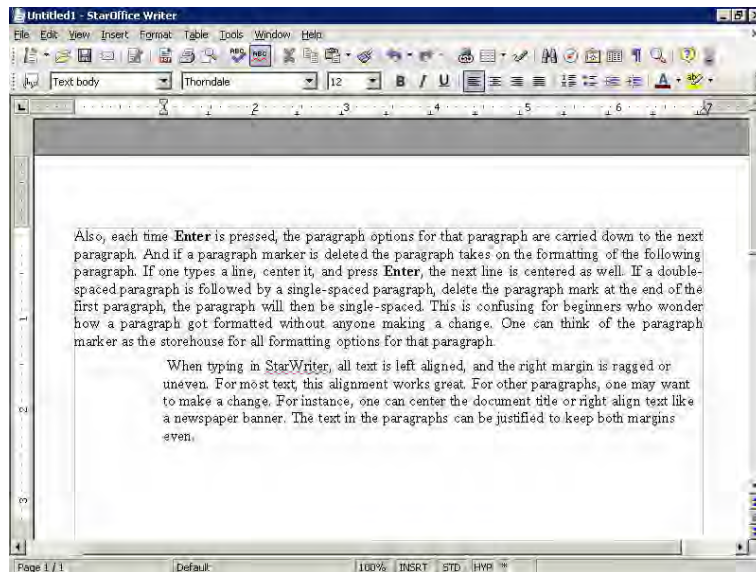 Untitled1 - StarOffice Writer
File Edit View Insert Format Table Tools Window Help
Text body Thorndale 12 B I U A
2 3 4 5 6 7
Also, each time Enter is pressed, the paragraph options for that paragraph are carried down to the next
paragraph. And if a paragraph marker is deleted the paragraph takes on the formatting of the following
paragraph. If one types a line, center it, and press Enter, the next line is centered as well. If a double-
spaced paragraph is followed by a single-spaced paragraph, delete the paragraph mark at the end of the
first paragraph, the paragraph will then be single-spaced. This is confusing for beginners who wonder
how a paragraph got formatted without anyone making a change. One can think of the paragraph
marker as the storehouse for all formatting options for that paragraph.
When typing in StarWriter, all text is left aligned, and the right margin is ragged or
uneven. For most text, this alignment works great. For other paragraphs, one may want
to make a change. For instance, one can center the document title or right align text like
a newspaper banner. The text in the paragraphs can be justified to keep both margins
even.
1
2
3
Page 1 / 1 Default 100% INSRT STD HYP *